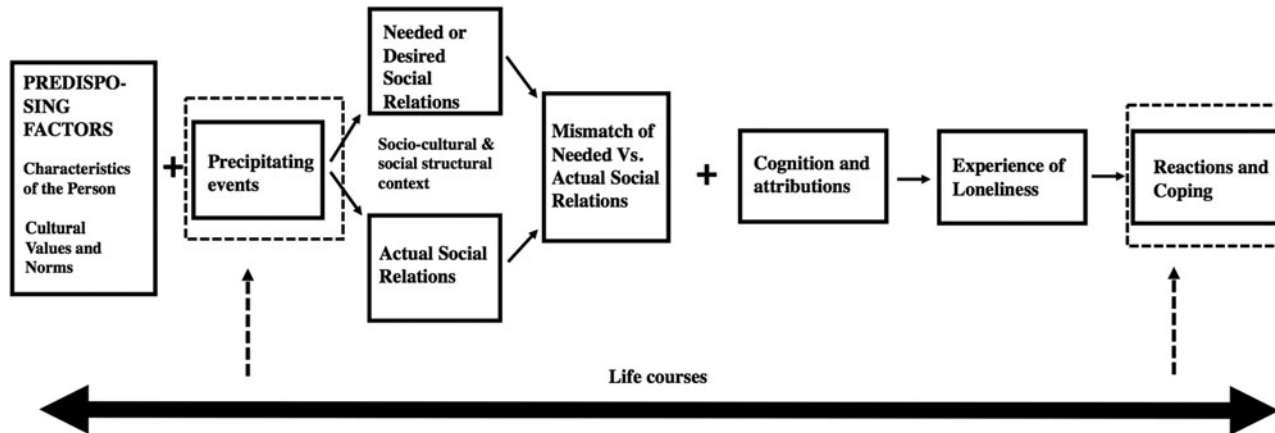 PREDISPO-
SING
FACTORS
Characteristics
of the Person
Cultural
Values and
Norms
+
Precipitating
events
Needed or
Desired
Social
Relations
Socio-cultural &
social structural
context
Actual Social
Relations
Mismatch of
Needed Vs.
Actual Social
Relations
+
Cognition and
attributions
Experience of
Loneliness
Reactions and
Coping
Life courses